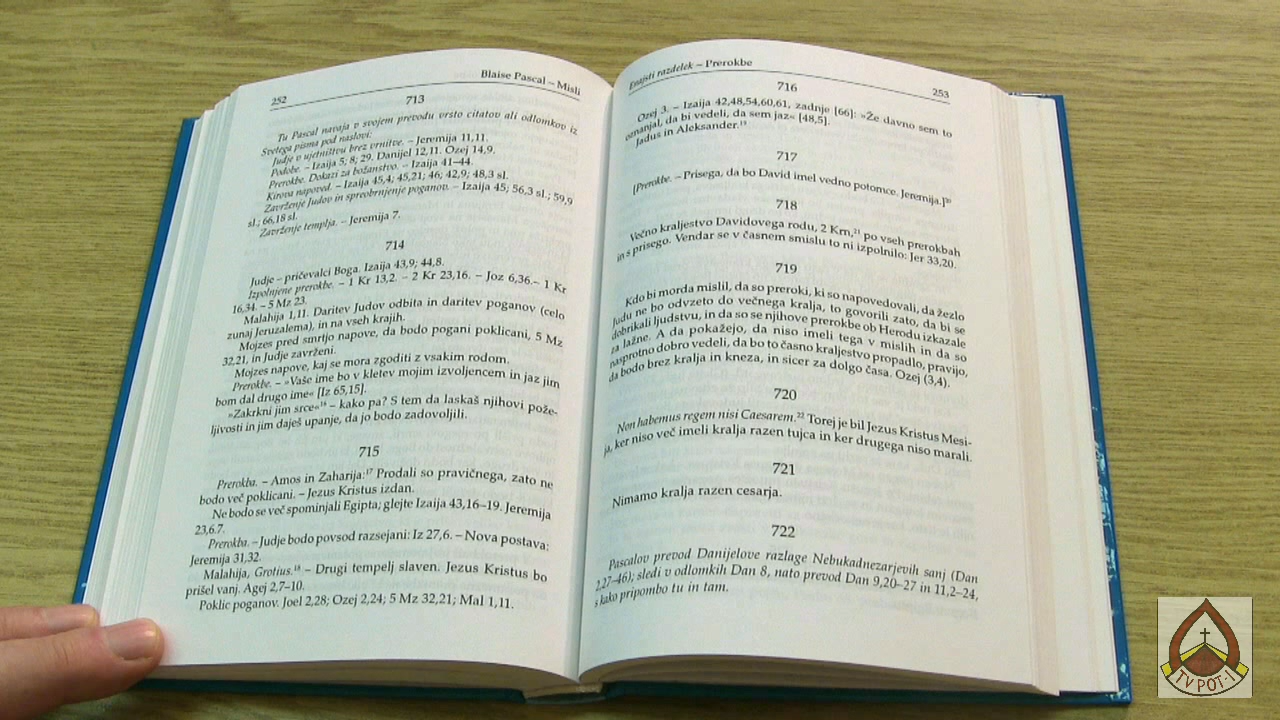 252
Blaise Pascal – Misli
713
Tu Pascal navaja v svojem prevodu vrsto citatov ali odlomkov iz
Svetega pisma pod naslovi:
Judje v ujetništvu brez vrnitve. – Jeremija 11,11.
Podobe. – Izaija 5; 8; 29. Danijel 12,11. Ozej 14,9.
Prerokbe. Dokazi za božanstvo. – Izaija 41–44.
Kirova napoved. – Izaija 45,4; 45,21; 46; 42,9; 48,3 sl.
Zavrženje Judov in spreobrnjenje poganov. – Izaija 45; 56,3 sl.; 59,9
sl.; 66,18 sl.
Zavrženje templja. – Jeremija 7.
714
Judje – pričevalci Boga. Izaija 43,9; 44,8.
Izpolnjene prerokbe. – 1 Kr 13,2. – 2 Kr 23,16. – Joz 6,36.– 1 Kr
16,34. – 5 Mz 23.
Malahija 1,11. Daritev Judov odbita in daritev poganov (celo
zunaj Jeruzalema), in na vseh krajih.
Mojzes pred smrtjo napove, da bodo pogani poklicani, 5 Mz
32,21, in Judje zavrženi.
Mojzes napove, kaj se mora zgoditi z vsakim rodom.
Prerokbe. – »Vaše ime bo v kletev mojim izvoljencem in jaz jim
bom dal drugo ime« [Iz 65,15].
»Zakrkni jim srce«¹⁶ – kako pa? S tem da laskaš njihovi pože-
ljivosti in jim daješ upanje, da jo bodo zadovoljili.
715
Prerokba. – Amos in Zaharija:¹⁷ Prodali so pravičnega, zato ne
bodo več poklicani. – Jezus Kristus izdan.
Ne bodo se več spominjali Egipta; glejte Izaija 43,16–19. Jeremija
23,6.7.
Prerokba. – Judje bodo povsod razsejani: Iz 27,6. – Nova postava;
Jeremija 31,32.
Malahija, Grotius.¹⁸ – Drugi tempelj slaven. Jezus Kristus bo
prišel vanj. Agej 2,7–10.
Poklic poganov. Joel 2,28; Ozej 2,24; 5 Mz 32,21; Mal 1,11.
Enajsti razdelek – Prerokbe
253
716
Ozej 3. – Izaija 42,48,54,60,61, zadnje [66]: »Že davno sem to
oznanjal, da bi vedeli, da sem jaz« [48,5].
Jadus in Aleksander.¹⁹
717
[Prerokbe. – Prisega, da bo David imel vedno potomce. Jeremija.]²⁰
718
Večno kraljestvo Davidovega rodu, 2 Krn,²¹ po vseh prerokbah
in s prisego. Vendar se v časnem smislu to ni izpolnilo: Jer 33,20.
719
Kdo bi morda mislil, da so preroki, ki so napovedovali, da žezlo
Judu ne bo odvzeto do večnega kralja, to govorili zato, da bi se
dobrikali ljudstvu, in da so se njihove prerokbe ob Herodu izkazale
za lažne. A da pokažejo, da niso imeli tega v mislih in da so
nasprotno dobro vedeli, da bo to časno kraljestvo propadlo, pravijo,
da bodo brez kralja in kneza, in sicer za dolgo časa. Ozej (3,4).
720
Non habemus regem nisi Caesarem.²² Torej je bil Jezus Kristus Mesi-
ja, ker niso več imeli kralja razen tujca in ker drugega niso marali.
721
Nimamo kralja razen cesarja.
722
Pascalov prevod Danijelove razlage Nebukadnezarjevih sanj (Dan
2,27–46); sledi v odlomkih Dan 8, nato prevod Dan 9,20–27 in 11,2–24,
s kako pripombo tu in tam.
TV POT-1